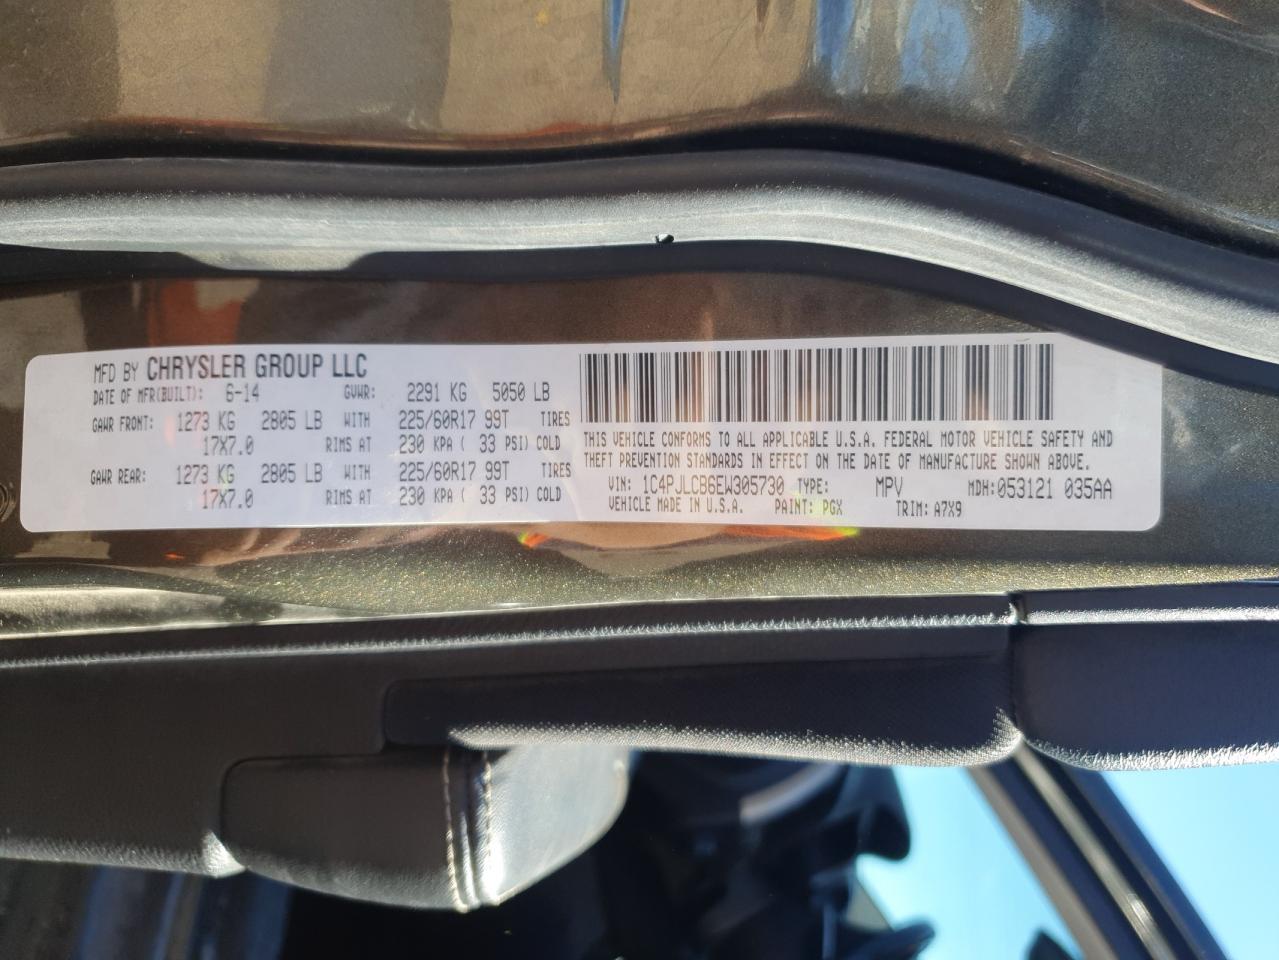 MFD BY CHRYSLER GROUP LLC
DATE OF MFR(BUILT): 6-14 GVWR: 2291 KG 5050 LB
GAWR FRONT: 1273 KG 2805 LB WITH 225/60R17 99T TIRES
17X7.0 RIMS AT 230 KPA ( 33 PSI) COLD
GAWR REAR: 1273 KG 2805 LB WITH 225/60R17 99T TIRES
17X7.0 RIMS AT 230 KPA ( 33 PSI) COLD
THIS VEHICLE CONFORMS TO ALL APPLICABLE U.S.A. FEDERAL MOTOR VEHICLE SAFETY AND
THEFT PREVENTION STANDARDS IN EFFECT ON THE DATE OF MANUFACTURE SHOWN ABOVE.
VIN: 1C4PJLCB6EW305730 TYPE: MPV MDH:053121 035AA
VEHICLE MADE IN U.S.A. PAINT: PGX TRIM: A7X9